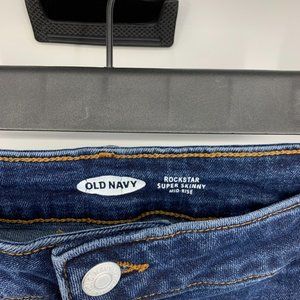 OLD NAVY
ROCKSTAR
SUPER SKINNY
MID-RISE